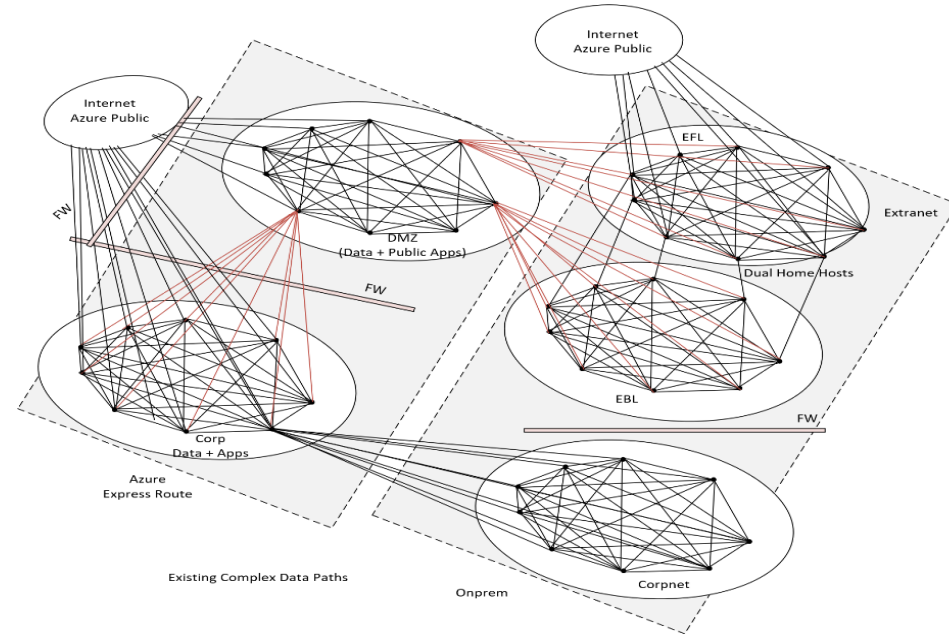 Internet
Azure Public
Internet
Azure Public
EFL
FW
Extranet
DMZ
(Data + Public Apps)
Dual Home Hosts
FW
EBL
FW
Corp
Data + Apps
Azure
Express Route
Existing Complex Data Paths
Corpnet
Onprem